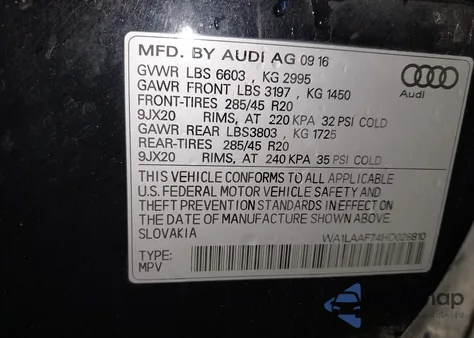 MFD. BY AUDI AG 09 16
GVWR LBS 6603 , KG 2995
GAWR FRONT LBS 3197 , KG 1450
FRONT-TIRES 285/45 R20
9JX20 RIMS, AT 220 KPA 32 PSI COLD
GAWR REAR LBS3803 , KG 1725
REAR-TIRES 285/45 R20
9JX20 RIMS, AT 240 KPA 35 PSI COLD
Audi
THIS VEHICLE CONFORMS TO ALL APPLICABLE
U.S. FEDERAL MOTOR VEHICLE SAFETY AND
THEFT PREVENTION STANDARDS IN EFFECT ON
DATE OF MANUFACTURE SHOWN ABOVE.
SLOVAKIA
WA1LAAF74HD028810
TYPE:
MPV